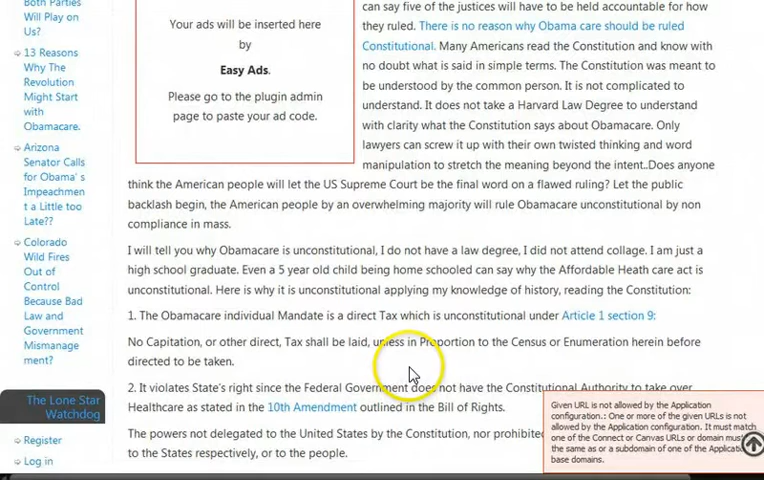 Both Parties
Will Play on
Us?
13 Reasons
Why The
Revolution
Might Start
with
Obamacare.
Arizona
Senator Calls
for Obama' s
Impeachmen
t a Little too
Late??
Colorado
Wild Fires
Out of
Control
Because Bad
Law and
Government
Mismanage
ment?
The Lone Star
Watchdog
Register
Log in
Your ads will be inserted here
by
Easy Ads.
Please go to the plugin admin
page to paste your ad code.
can say five of the justices will have to be held accountable for how
they ruled. There is no reason why Obama care should be ruled
Constitutional. Many Americans read the Constitution and know with
no doubt what is said in simple terms. The Constitution was meant to
be understood by the common person. It is not complicated to
understand. It does not take a Harvard Law Degree to understand
with clarity what the Constitution says about Obamacare. Only
lawyers can screw it up with their own twisted thinking and word
manipulation to stretch the meaning beyond the intent..Does anyone
think the American people will let the US Supreme Court be the final word on a flawed ruling? Let the public
backlash begin, the American people by an overwhelming majority will rule Obamacare unconstitutional by non
compliance in mass.
I will tell you why Obamacare is unconstitutional, I do not have a law degree, I did not attend collage. I am just a
high school graduate. Even a 5 year old child being home schooled can say why the Affordable Heath care act is
unconstitutional. Here is why it is unconstitutional applying my knowledge of history, reading the Constitution:
1. The Obamacare individual Mandate is a direct Tax which is unconstitutional under Article 1 section 9:
No Capitation, or other direct, Tax shall be laid, unless in Proportion to the Census or Enumeration herein before
directed to be taken.
2. It violates State's right since the Federal Government does not have the Constitutional Authority to take over
Healthcare as stated in the 10th Amendment outlined in the Bill of Rights.
The powers not delegated to the United States by the Constitution, nor prohibited
to the States respectively, or to the people.
Given URL is not allowed by the Application
configuration.: One or more of the given URLs is not
allowed by the Application configuration. It must match
one of the Connect or Canvas URLs or domain must
the same as or a subdomain of one of the
base domains.